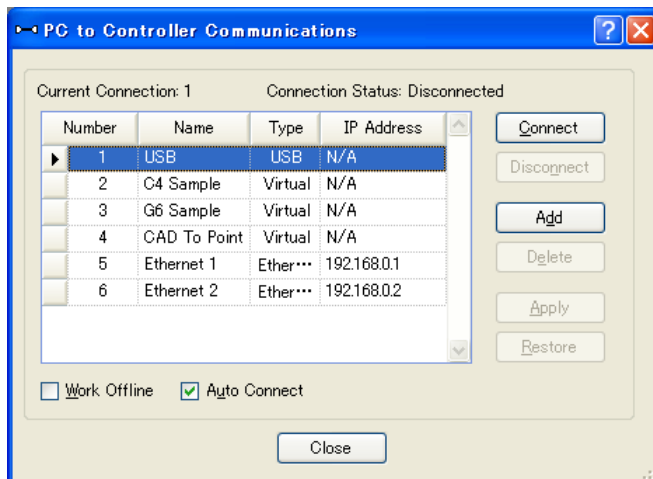 PC to Controller Communications
Current Connection: 1 Connection Status: Disconnected
Number Name Type IP Address
1 USB USB N/A
2 C4 Sample Virtual N/A
3 G6 Sample Virtual N/A
4 CAD To Point Virtual N/A
5 Ethernet 1 Ether… 192.168.0.1
6 Ethernet 2 Ether… 192.168.0.2
Connect
Disconnect
Add
Delete
Apply
Restore
Work Offline Auto Connect
Close